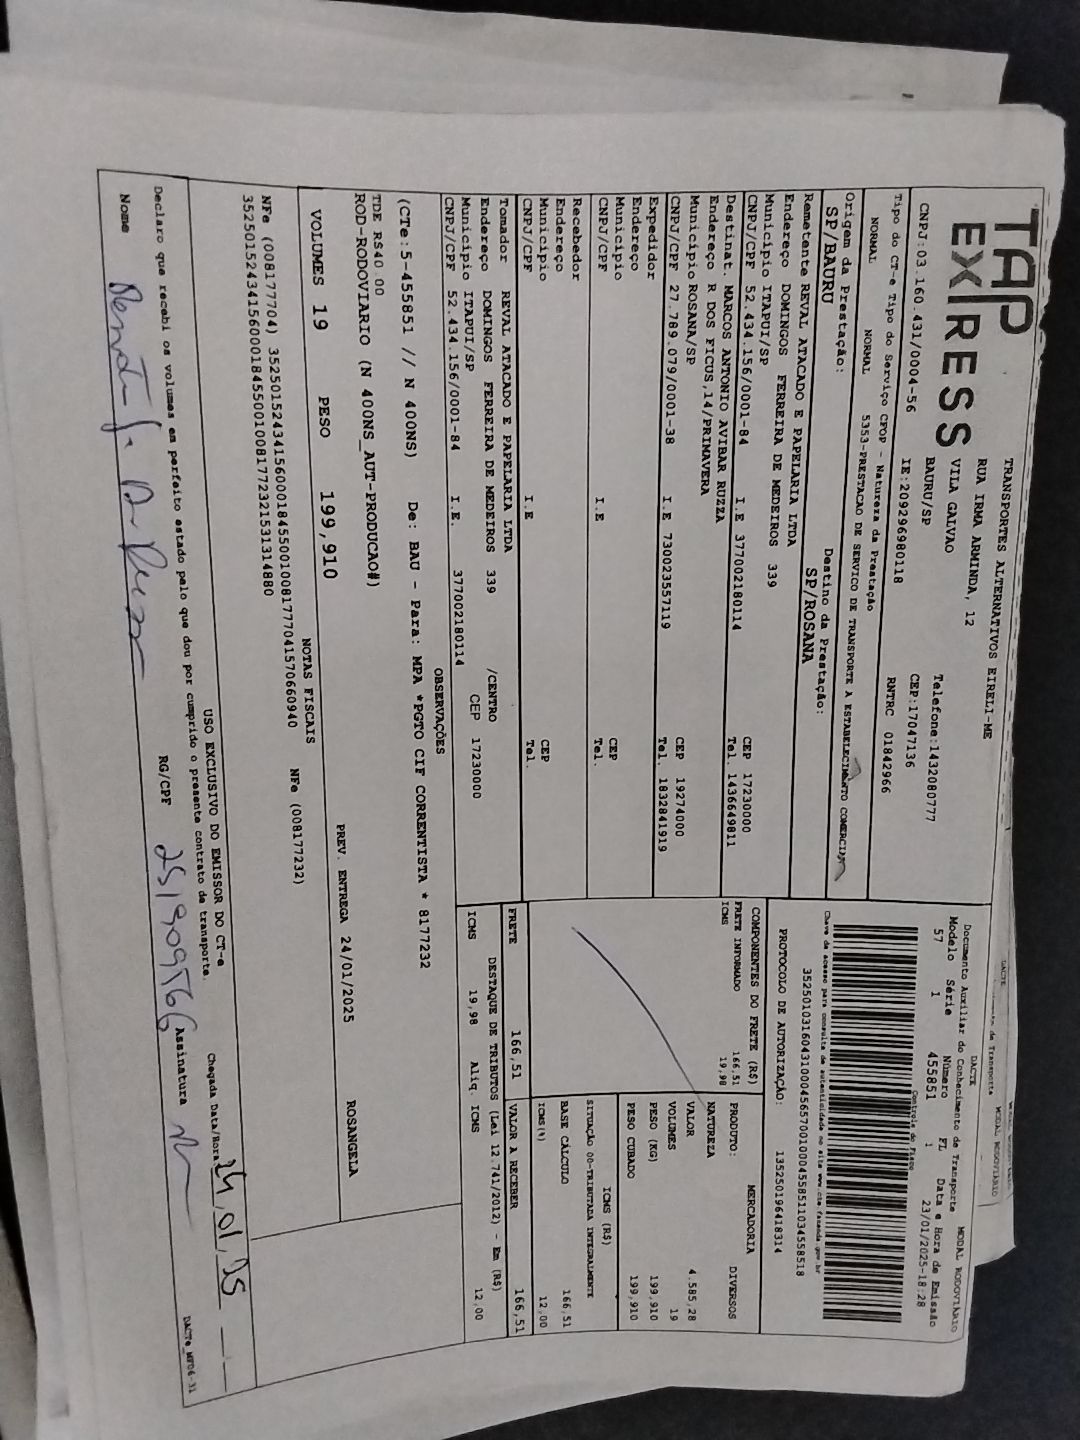 TAP
EXPRESS
TRANSPORTES ALTERNATIVOS EIRELI-ME
RUA IRMA ARMINDA, 12
VILA GALVAO
BAURU/SP
Telefone:1432080777
CEP:17047136
CNPJ:03.160.431/0004-56 IE:209296980118 RNTRC 01842966
Tipo do CT-e Tipo do Serviço CFOP - Natureza da Prestação
NORMAL NORMAL 5353-PRESTACAO DE SERVICO DE TRANSPORTE A ESTABELECIMENTO COMERCIAL
Origem da Prestação: Destino da Prestação:
SP/BAURU SP/ROSANA
Remetente REVAL ATACADO E PAPELARIA LTDA
Endereço DOMINGOS FERREIRA DE MEDEIROS 339
Município ITAPUI/SP CEP 17230000
CNPJ/CPF 52.434.156/0001-84 I.E 377002180114 Tel. 1436649811
Destinat. MARCOS ANTONIO AVIBAR RUZZA
Endereço R DOS FICUS,14/PRIMAVERA
Município ROSANA/SP CEP 19274000
CNPJ/CPF 27.789.079/0001-38 I.E 730023557119 Tel. 1832841919
Expedidor
Endereço
Município CEP
CNPJ/CPF I.E Tel.
Recebedor
Endereço
Município CEP
CNPJ/CPF I.E Tel.
Tomador REVAL ATACADO E PAPELARIA LTDA
Endereço DOMINGOS FERREIRA DE MEDEIROS 339 /CENTRO
Município ITAPUI/SP CEP 17230000
CNPJ/CPF 52.434.156/0001-84 I.E. 377002180114
DACTE MODAL RODOVIÁRIO
Documento Auxiliar do Conhecimento de Transporte
Modelo Série Número FL Data e Hora de Emissão
57 1 455851 1 23/01/2025-18:28
Controle do Fisco
Chave de acesso para consulta de autenticidade no site www.cte.fazenda.gov.br
35250103160431000456570010004558511034558518
PROTOCOLO DE AUTORIZAÇÃO: 135250196418314
COMPONENTES DO FRETE (R$)
FRETE INFORMADO 166,51
ICMS 19,98
MERCADORIA
PRODUTO: DIVERSOS
NATUREZA
VALOR 4.585,28
VOLUMES 19
PESO (KG) 199,910
PESO CUBADO 199,910
ICMS (R$)
SITUAÇÃO 00-TRIBUTADA INTEGRALMENTE
BASE CÁLCULO 166,51
ICMS(%) 12,00
FRETE 166,51 VALOR A RECEBER 166,51
DESTAQUE DE TRIBUTOS (Lei 12.741/2012) - Em (R$)
ICMS 19,98 Aliq. ICMS 12,00
OBSERVAÇÕES
(CTe:5-455851 // N 400NS) De: BAU - Para: MPA *PGTO CIF CORRENTISTA * 8177232
TDE R$40 00
ROD-RODOVIARIO (N 400NS_AUT-PRODUCAO#)
VOLUMES 19 PESO 199,910 PREV. ENTREGA 24/01/2025 ROSANGELA
NOTAS FISCAIS
NFe (008177704) 35250152434156000184550010081777041570660940 NFe (008177232)
35250152434156000184550010081772321531314880
USO EXCLUSIVO DO EMISSOR DO CT-e
Declaro que recebi os volumes em perfeito estado pelo que dou por cumprido o presente contrato de transporte.
Chegada Data/Hora 24/01/25
Nome RG/CPF 251909566 Assinatura
DACTe_MF06-31